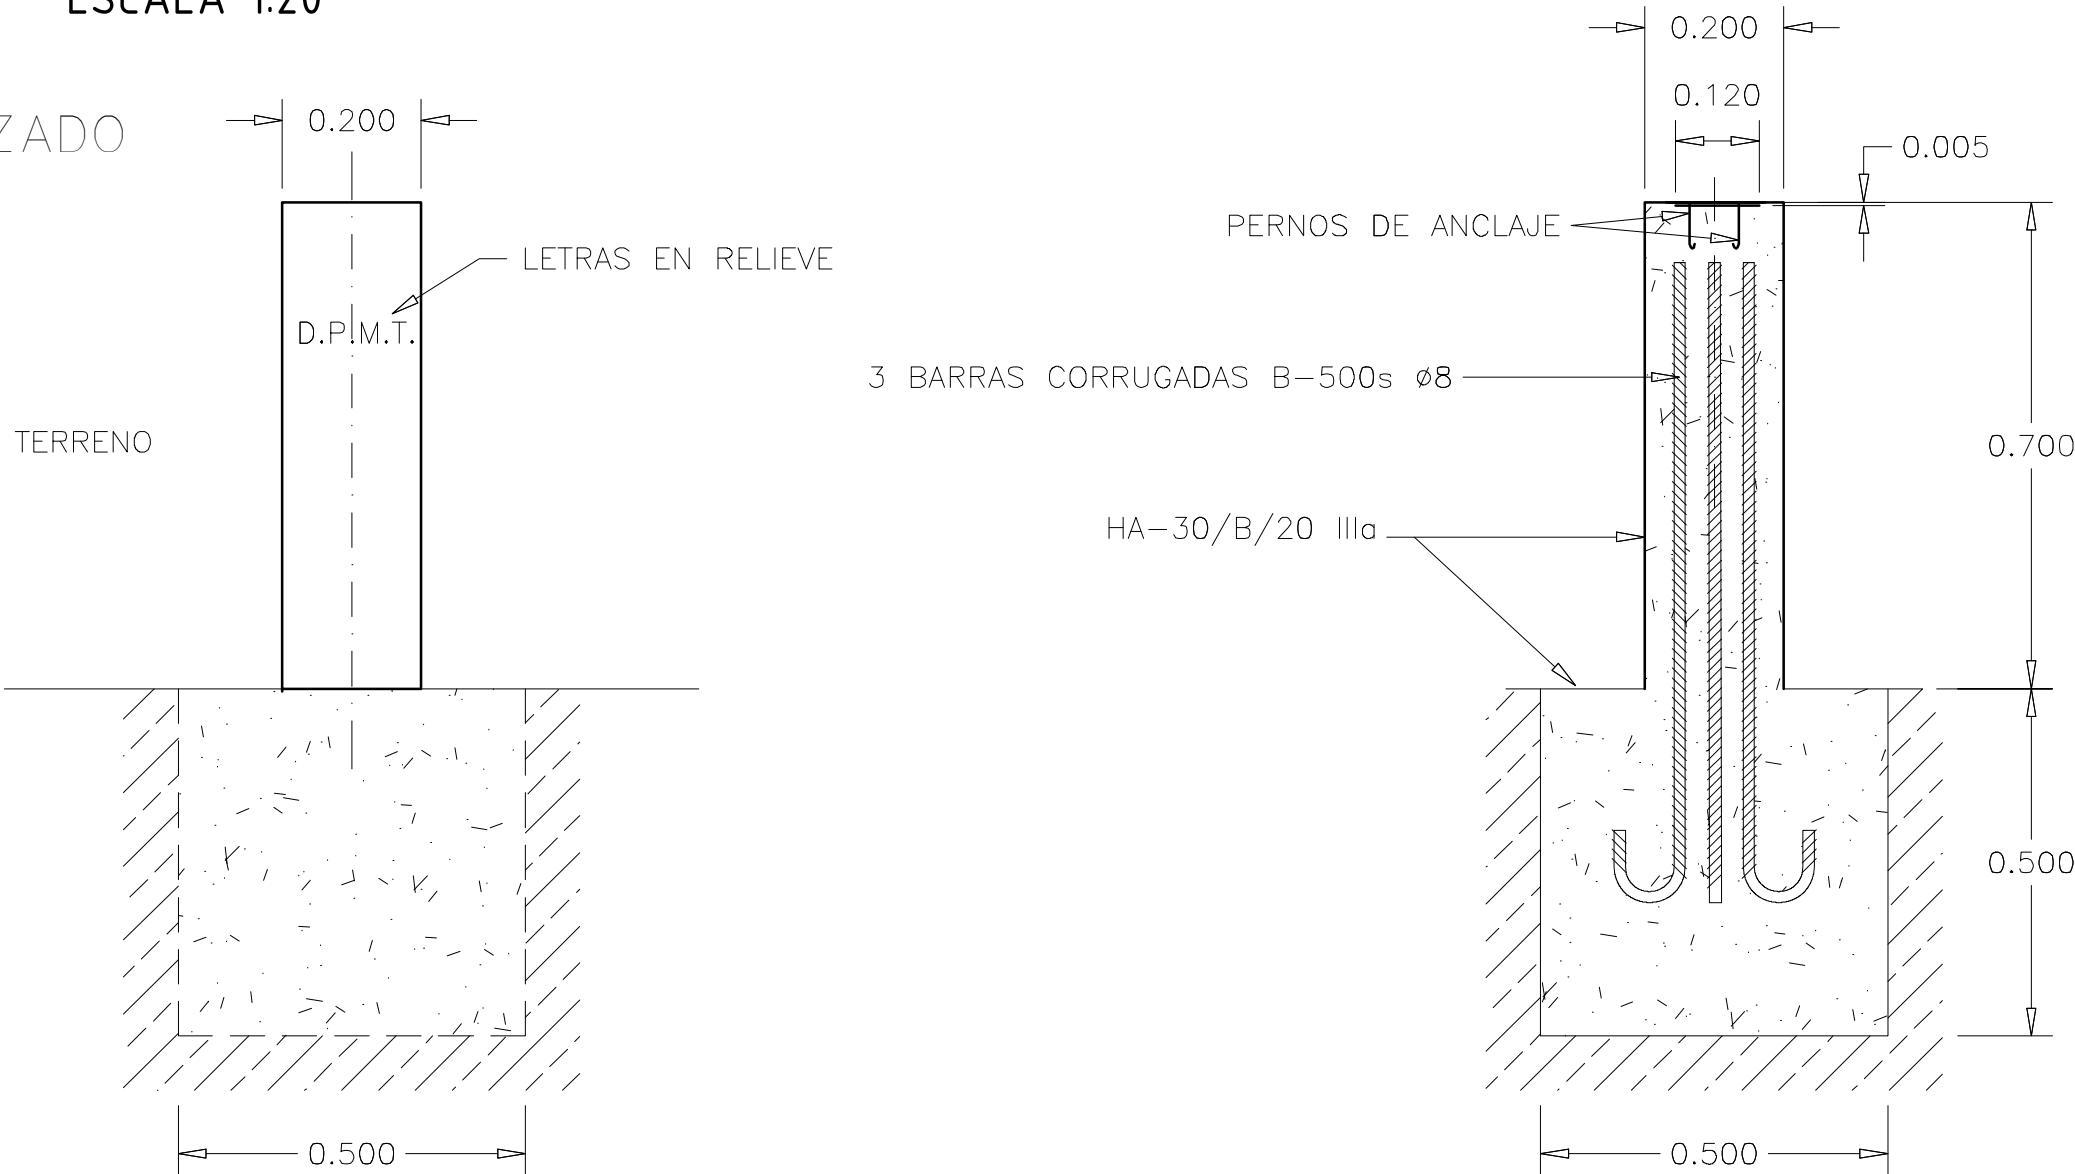 ESCALA 1:20
ZADO
0.200
LETRAS EN RELIEVE
D.P.M.T.
TERRENO
0.500
0.200
0.120
0.005
PERNOS DE ANCLAJE
3 BARRAS CORRUGADAS B-500s ø8
0.700
HA-30/B/20 IIIa
0.500
0.500